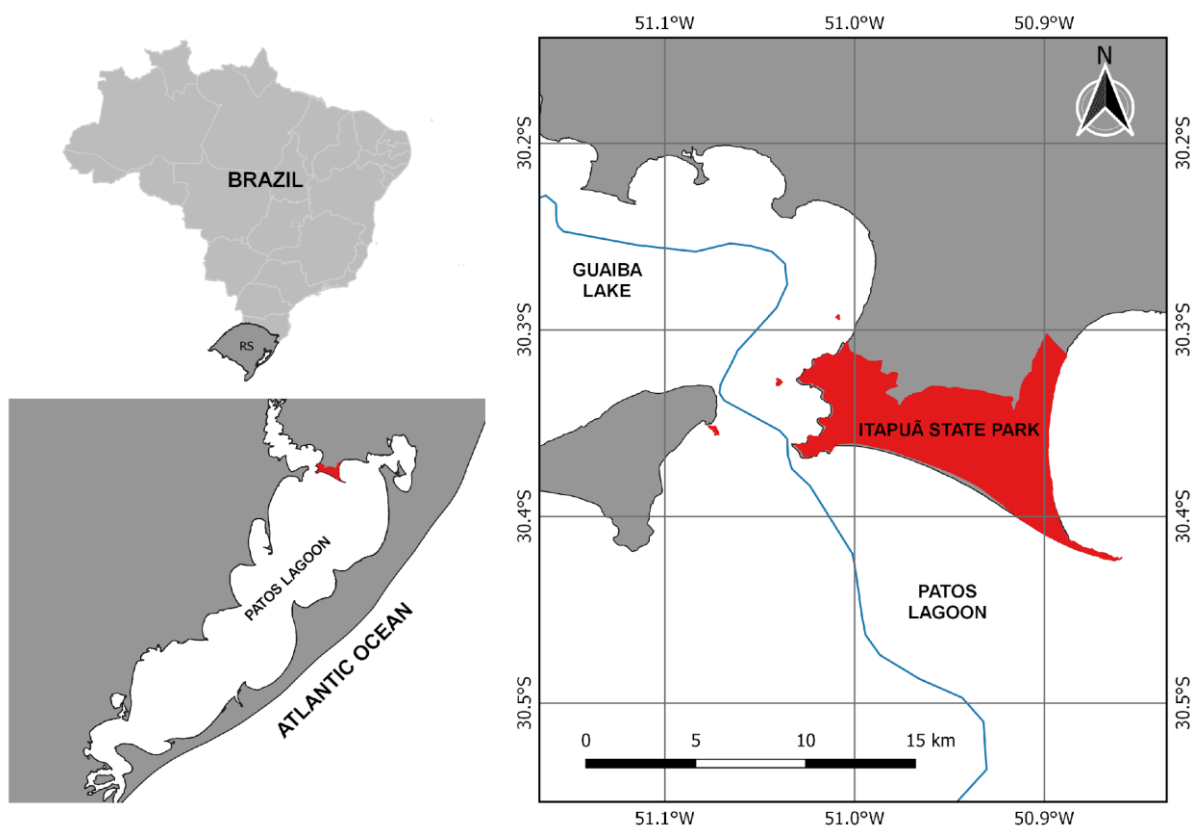 BRAZIL
RS
PATOS LAGOON
ATLANTIC OCEAN
51.1°W 51.0°W 50.9°W
N
30.2°S 30.2°S
GUAIBA
LAKE
30.3°S 30.3°S
ITAPUÃ STATE PARK
30.4°S 30.4°S
PATOS
LAGOON
30.5°S 30.5°S
0 5 10 15 km
51.1°W 51.0°W 50.9°W